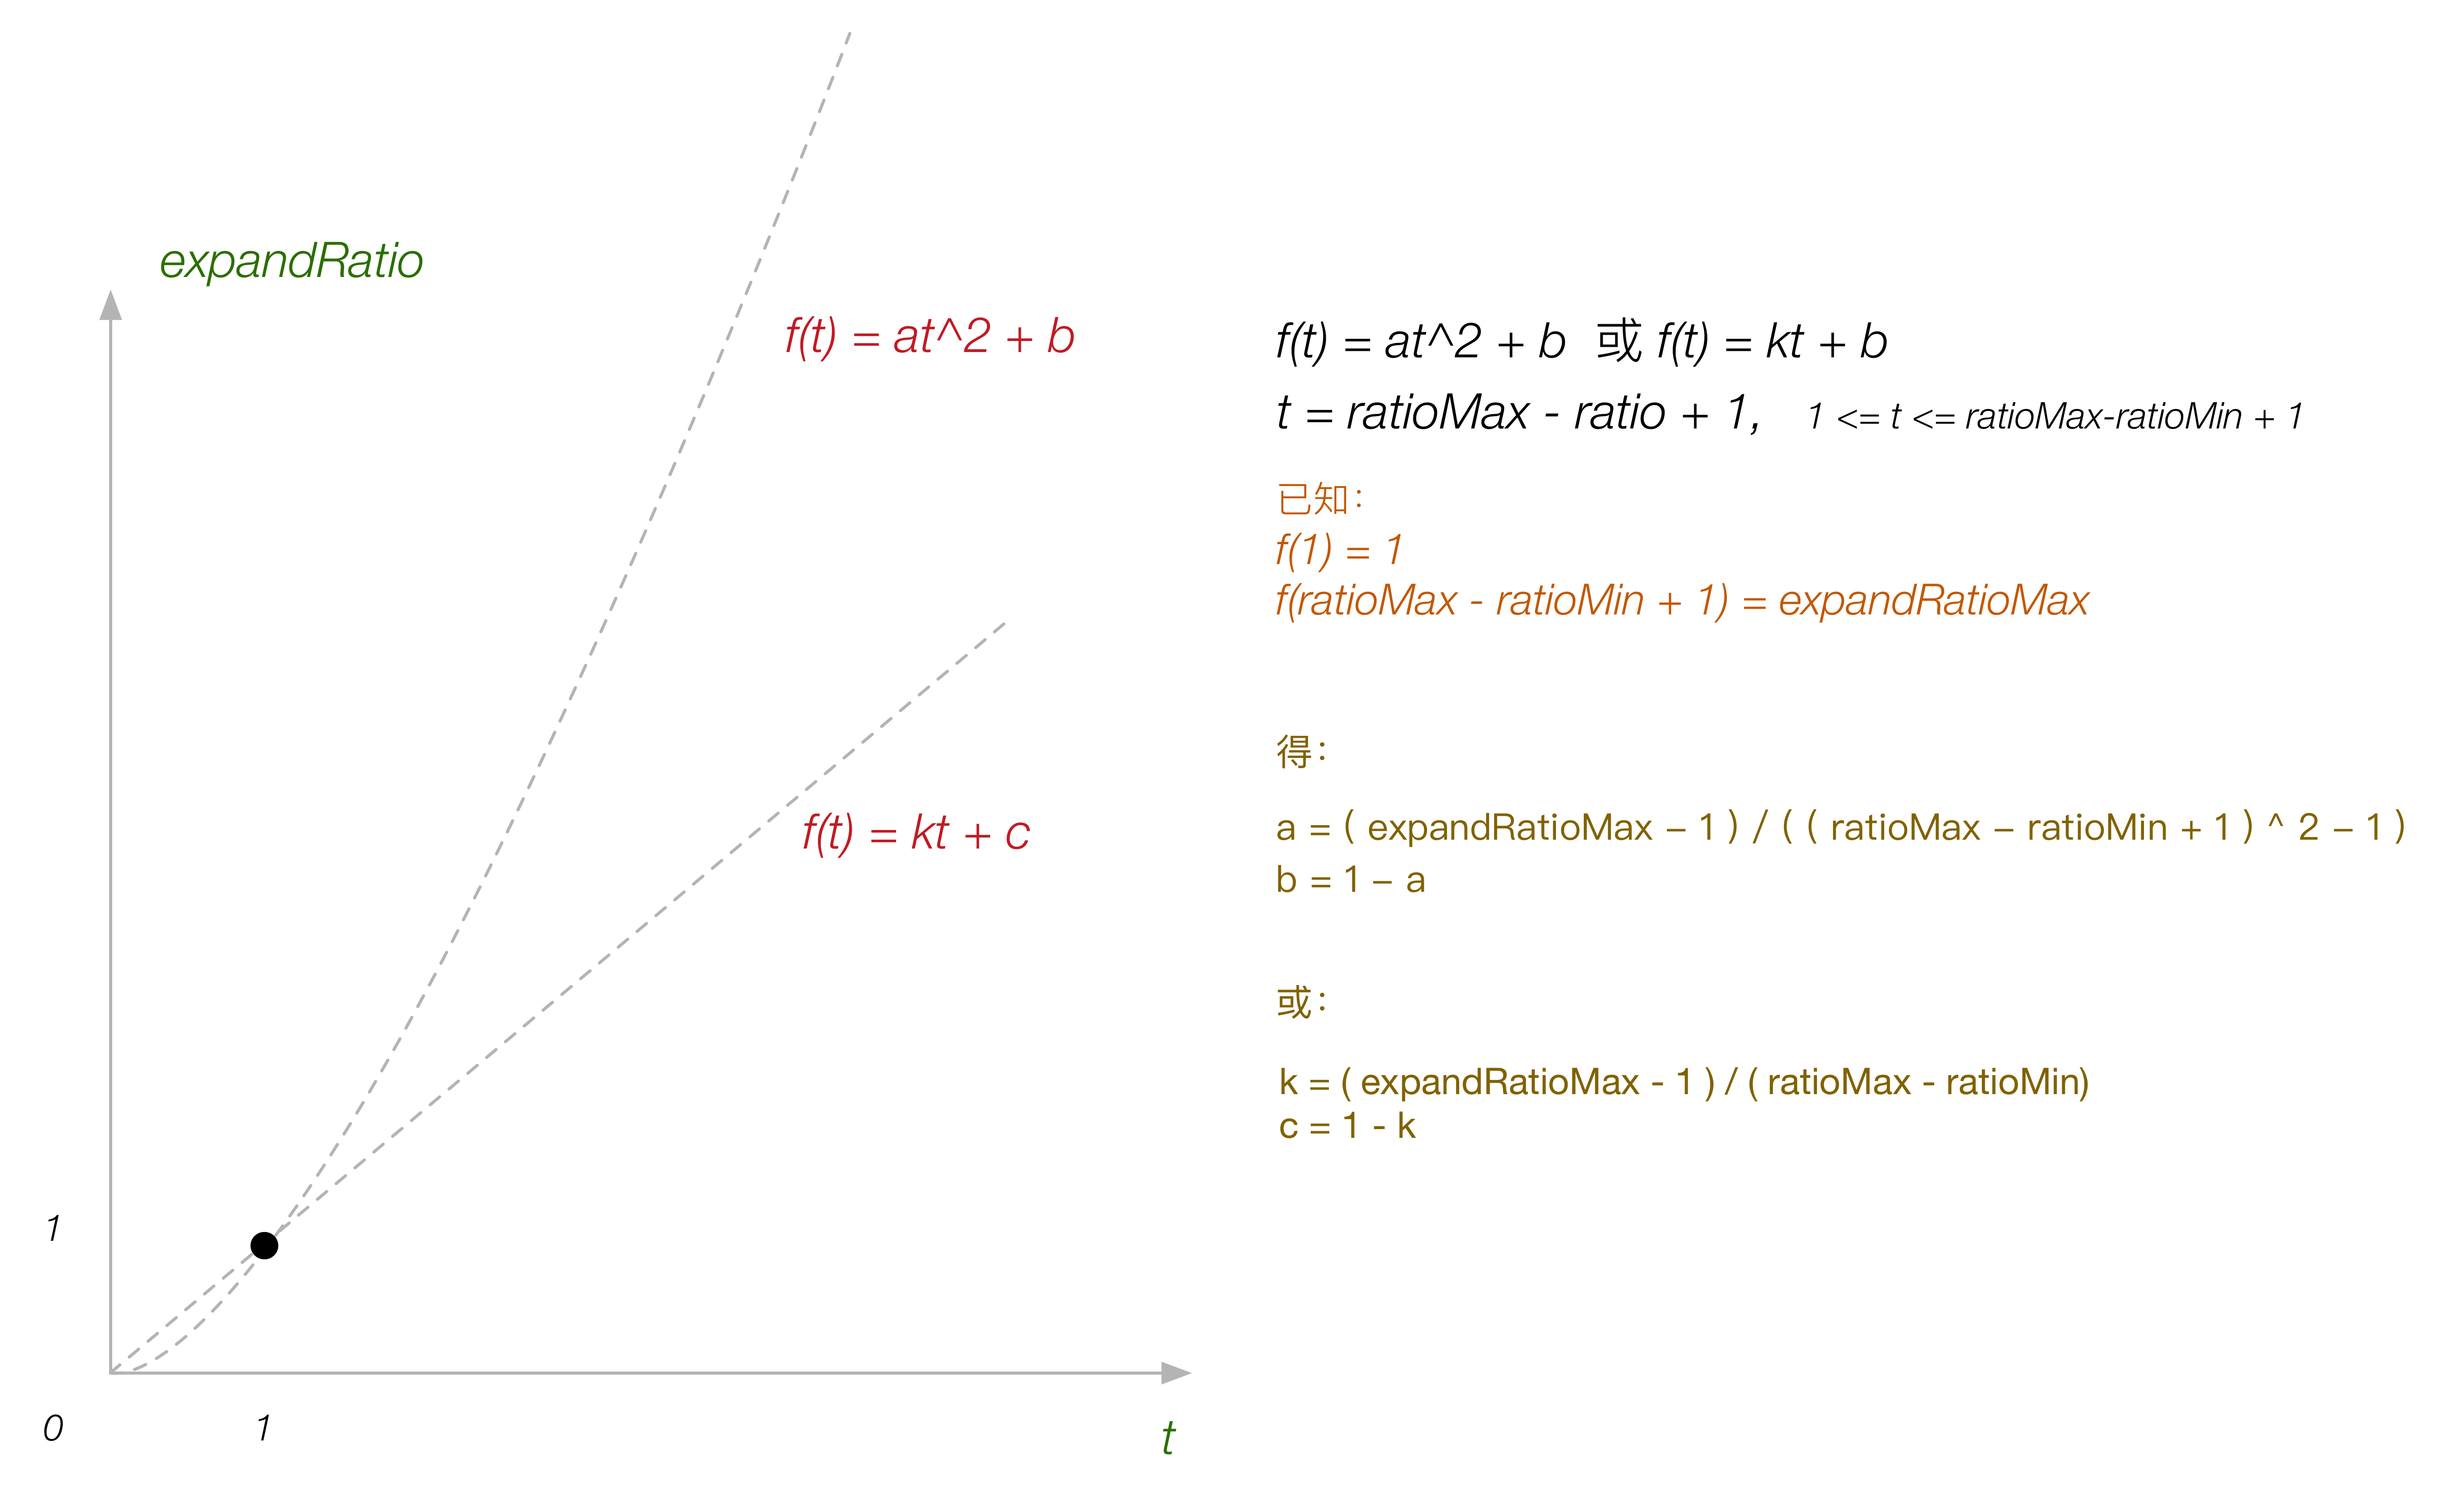 expandRatio
f(t) = at^2 + b
f(t) = kt + c
1
0
1
t
f(t) = at^2 + b 或 f(t) = kt + b
t = ratioMax - ratio + 1, 1 <= t <= ratioMax-ratioMin + 1
已知：
f(1) = 1
f(ratioMax - ratioMin + 1) = expandRatioMax
得：
a = ( expandRatioMax – 1 ) / ( ( ratioMax – ratioMin + 1 ) ^ 2 – 1 )
b = 1 – a
或：
k = ( expandRatioMax - 1 ) / ( ratioMax - ratioMin)
c = 1 - k